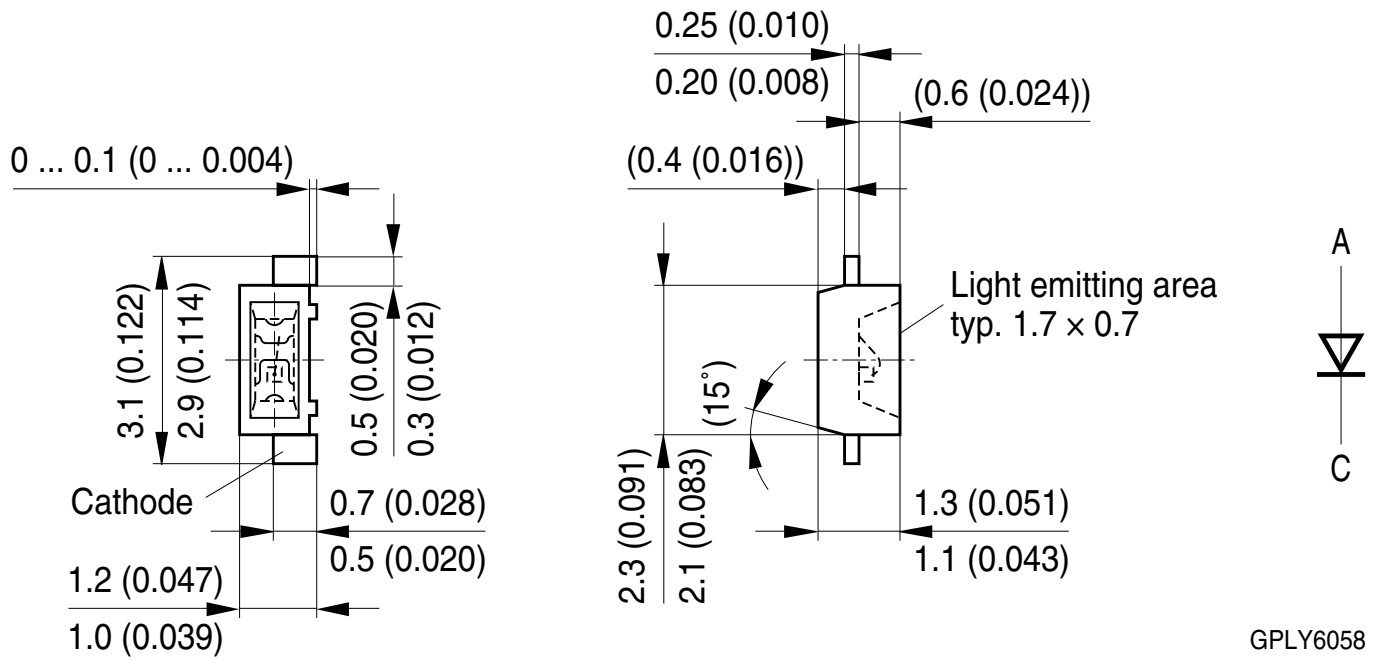 0.25 (0.010)
0.20 (0.008)
(0.6 (0.024))
0 ... 0.1 (0 ... 0.004)
(0.4 (0.016))
3.1 (0.122)
2.9 (0.114)
0.5 (0.020)
0.3 (0.012)
Cathode
0.7 (0.028)
0.5 (0.020)
1.2 (0.047)
1.0 (0.039)
Light emitting area
typ. 1.7 × 0.7
(15°)
2.3 (0.091)
2.1 (0.083)
1.3 (0.051)
1.1 (0.043)
A
C
GPLY6058